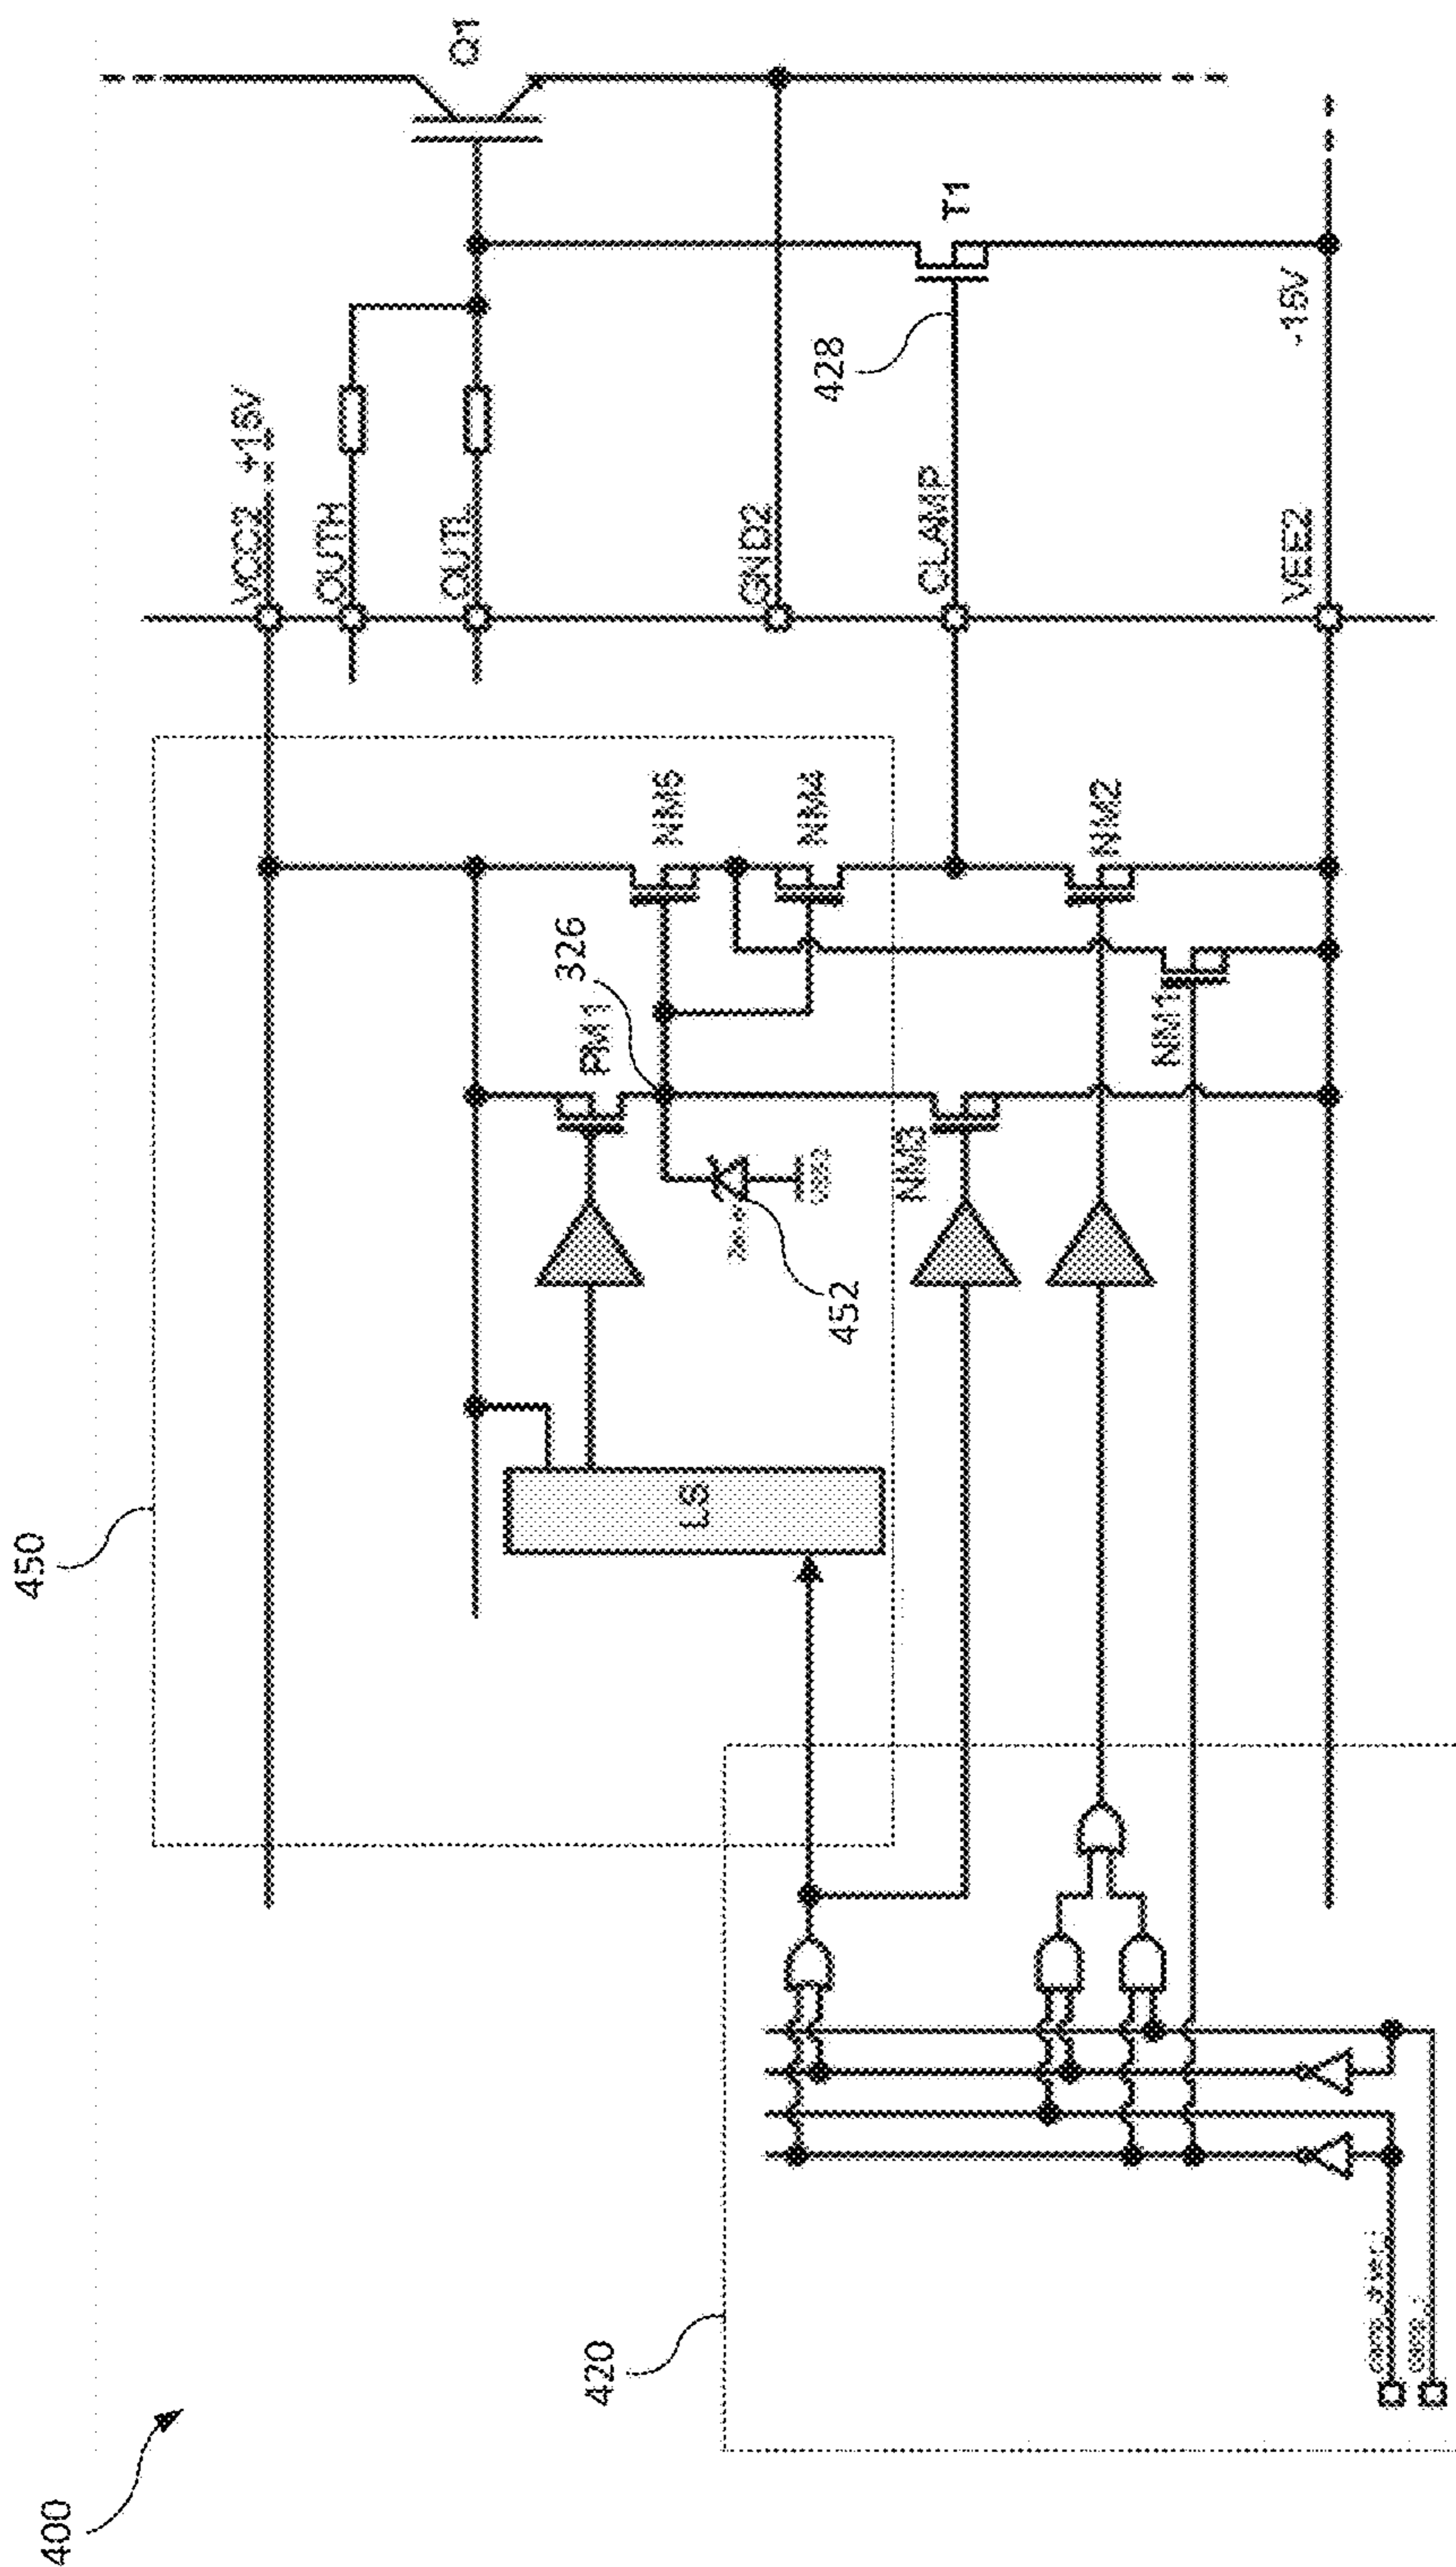 400
450
420
VCC2
+15V
OUTH
OUTL
GND2
CLAMP
VEE2
-15V
Q1
T1
428
NM5
NM4
NM2
NM1
NM3
PM1
326
452
LS